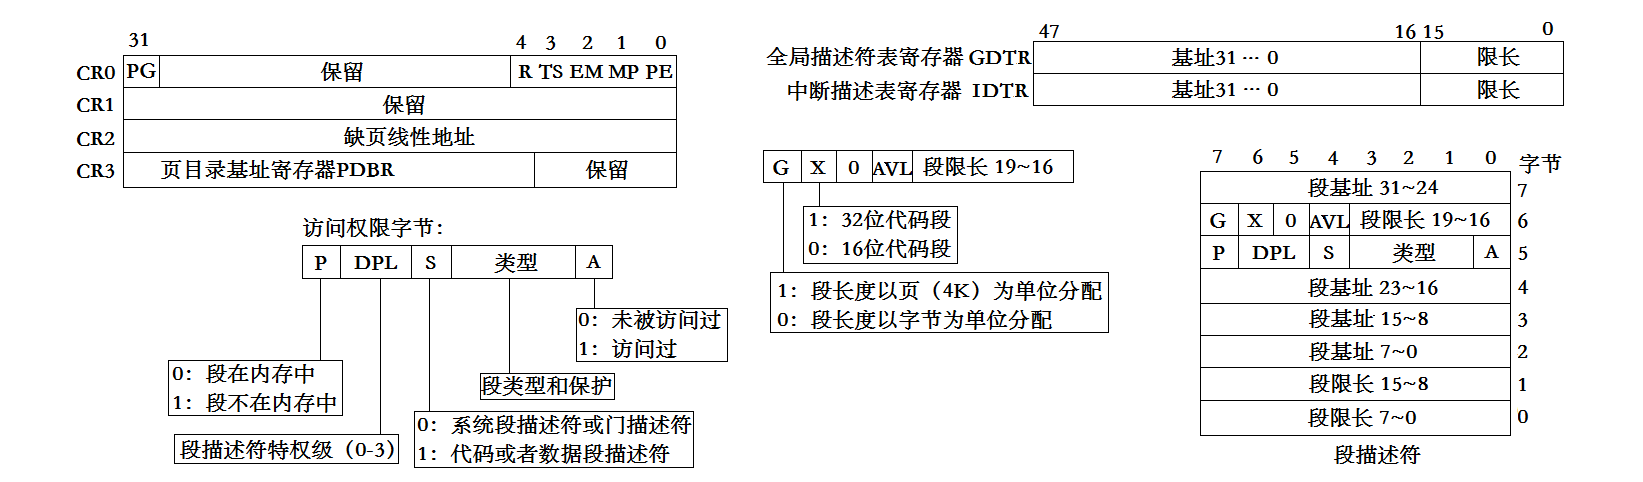 31 4 3 2 1 0
CR0 PG 保留 R TS EM MP PE
CR1 保留
CR2 缺页线性地址
CR3 页目录基址寄存器PDBR 保留
访问权限字节：
P DPL S 类型 A
0：未被访问过
1：访问过
0：段在内存中
1：段不在内存中
段类型和保护
0：系统段描述符或门描述符
1：代码或者数据段描述符
段描述符特权级（0-3）
47 16 15 0
全局描述符表寄存器 GDTR 基址31 ··· 0 限长
中断描述表寄存器 IDTR 基址31 ··· 0 限长
G X 0 AVL 段限长 19~16
1：32位代码段
0：16位代码段
1：段长度以页（4K）为单位分配
0：段长度以字节为单位分配
7 6 5 4 3 2 1 0 字节
段基址 31~24 7
G X 0 AVL 段限长 19~16 6
P DPL S 类型 A 5
段基址 23~16 4
段基址 15~8 3
段基址 7~0 2
段限长 15~8 1
段限长 7~0 0
段描述符